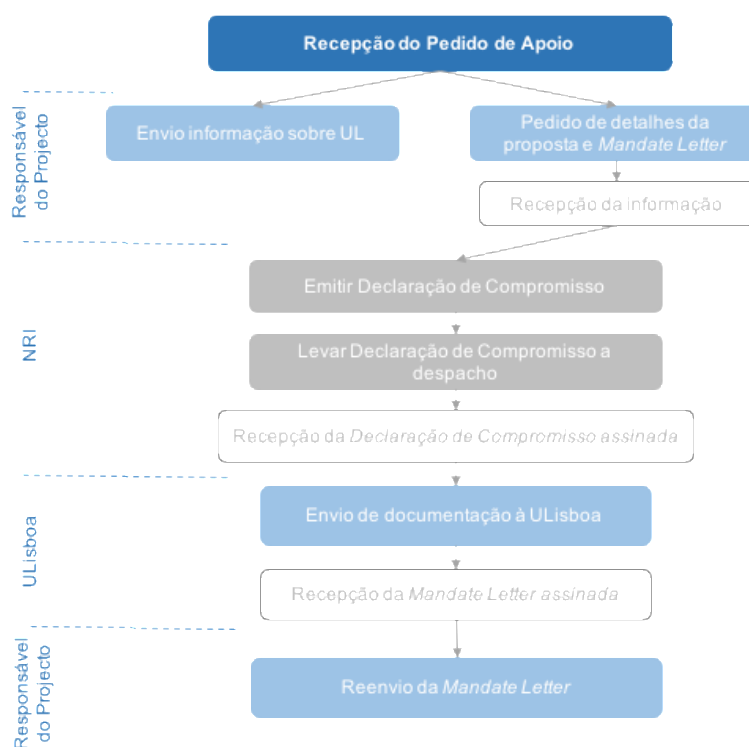 Recepção do Pedido de Apoio
Responsável
do Projecto
Envio informação sobre UL
Pedido de detalhes da
proposta e Mandate Letter
Recepção da informação
NRI
Emitir Declaração de Compromisso
Levar Declaração de Compromisso a
despacho
Recepção da Declaração de Compromisso assinada
ULisboa
Envio de documentação à ULisboa
Recepção da Mandate Letter assinada
Responsável
do Projecto
Reenvio da Mandate Letter